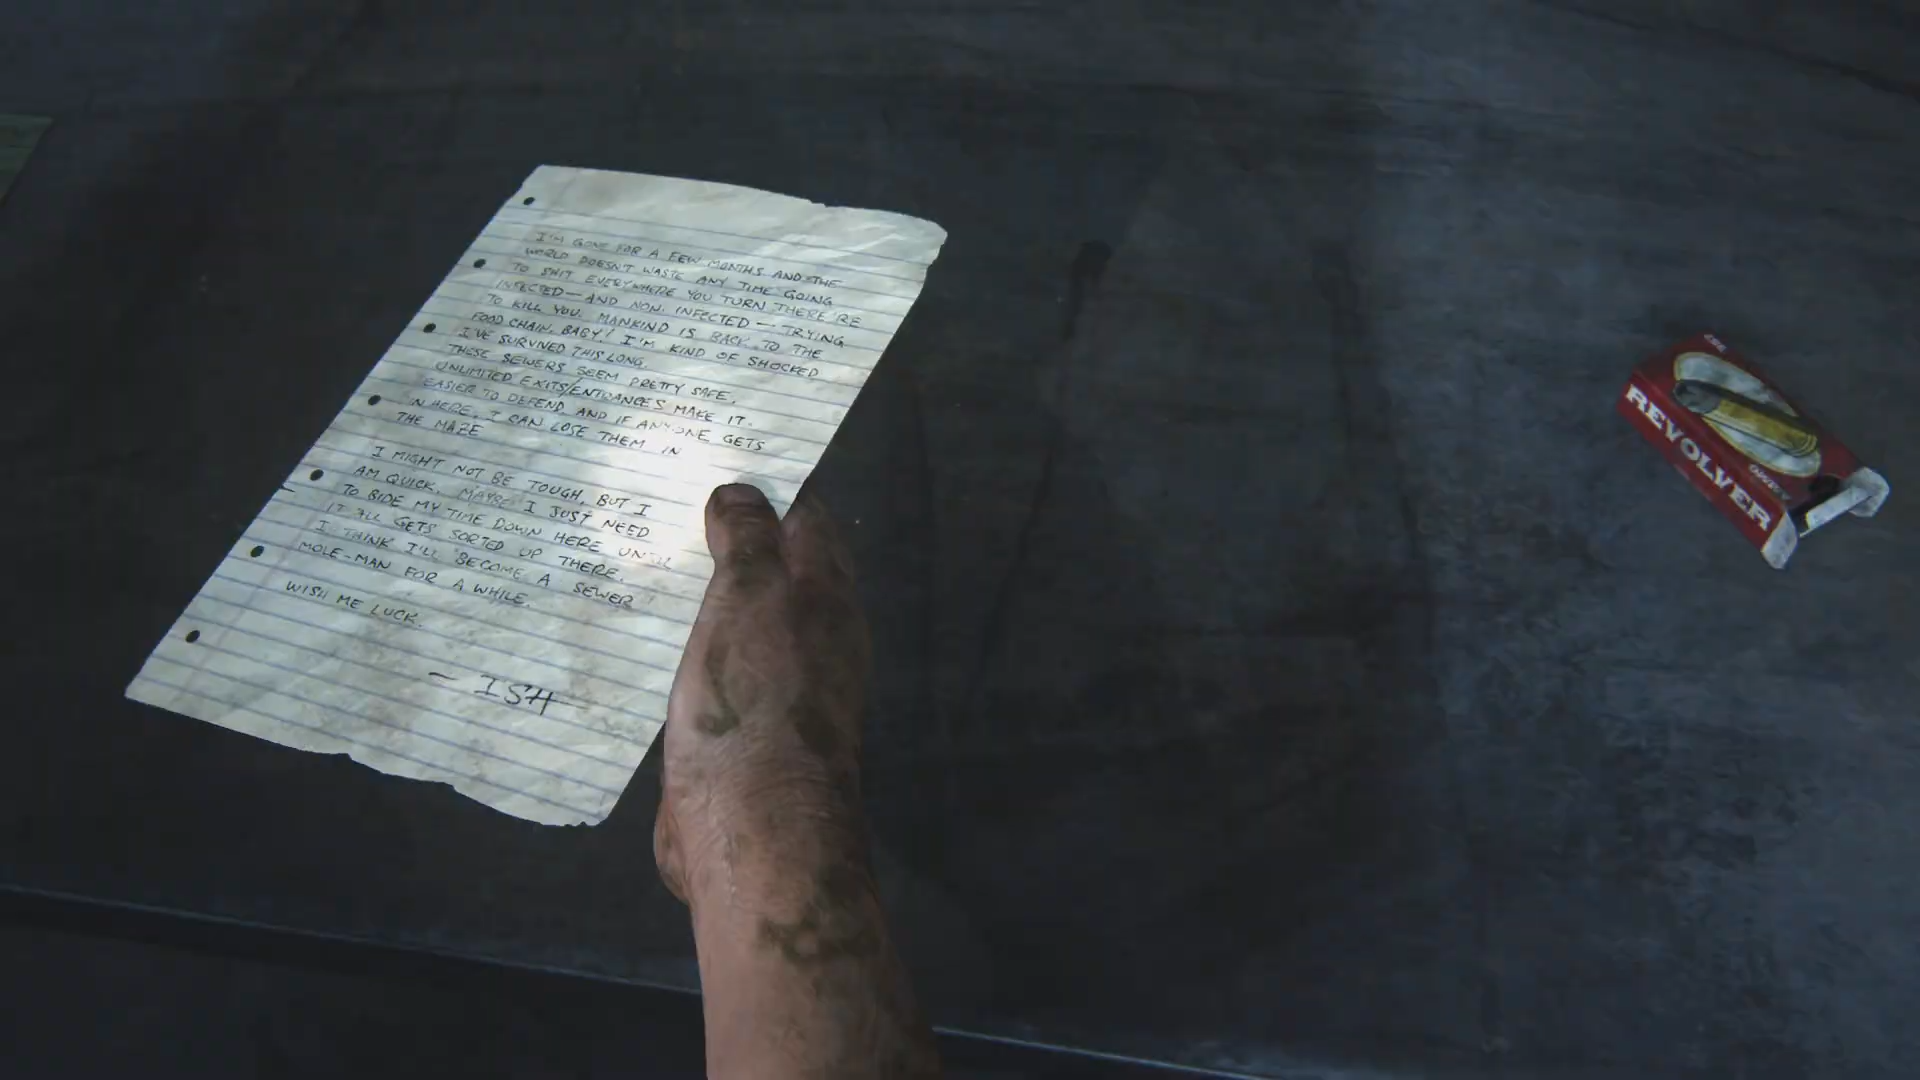 I'M GONE FOR A FEW MONTHS AND THE
WORLD DOESN'T WASTE ANY TIME GOING
TO SHIT EVERYWHERE YOU TURN THERE'RE
INFECTED — AND NON. INFECTED — TRYING
TO KILL YOU. MANKIND IS BACK TO THE
FOOD CHAIN, BABY! I'M KIND OF SHOCKED
I'VE SURVIVED THIS LONG.
THESE SEWERS SEEM PRETTY SAFE.
UNLIMITED EXITS/ENTRANCES MAKE IT
EASIER TO DEFEND AND IF ANYONE GETS
IN HERE, I CAN LOSE THEM IN
THE MAZE
I MIGHT NOT BE TOUGH, BUT I
AM QUICK. MAYBE I JUST NEED
TO BIDE MY TIME DOWN HERE UNTILL
IT ALL GETS SORTED UP THERE.
I THINK I'LL BECOME A SEWER
MOLE-MAN FOR A WHILE.
WISH ME LUCK.
— ISH
REVOLVER